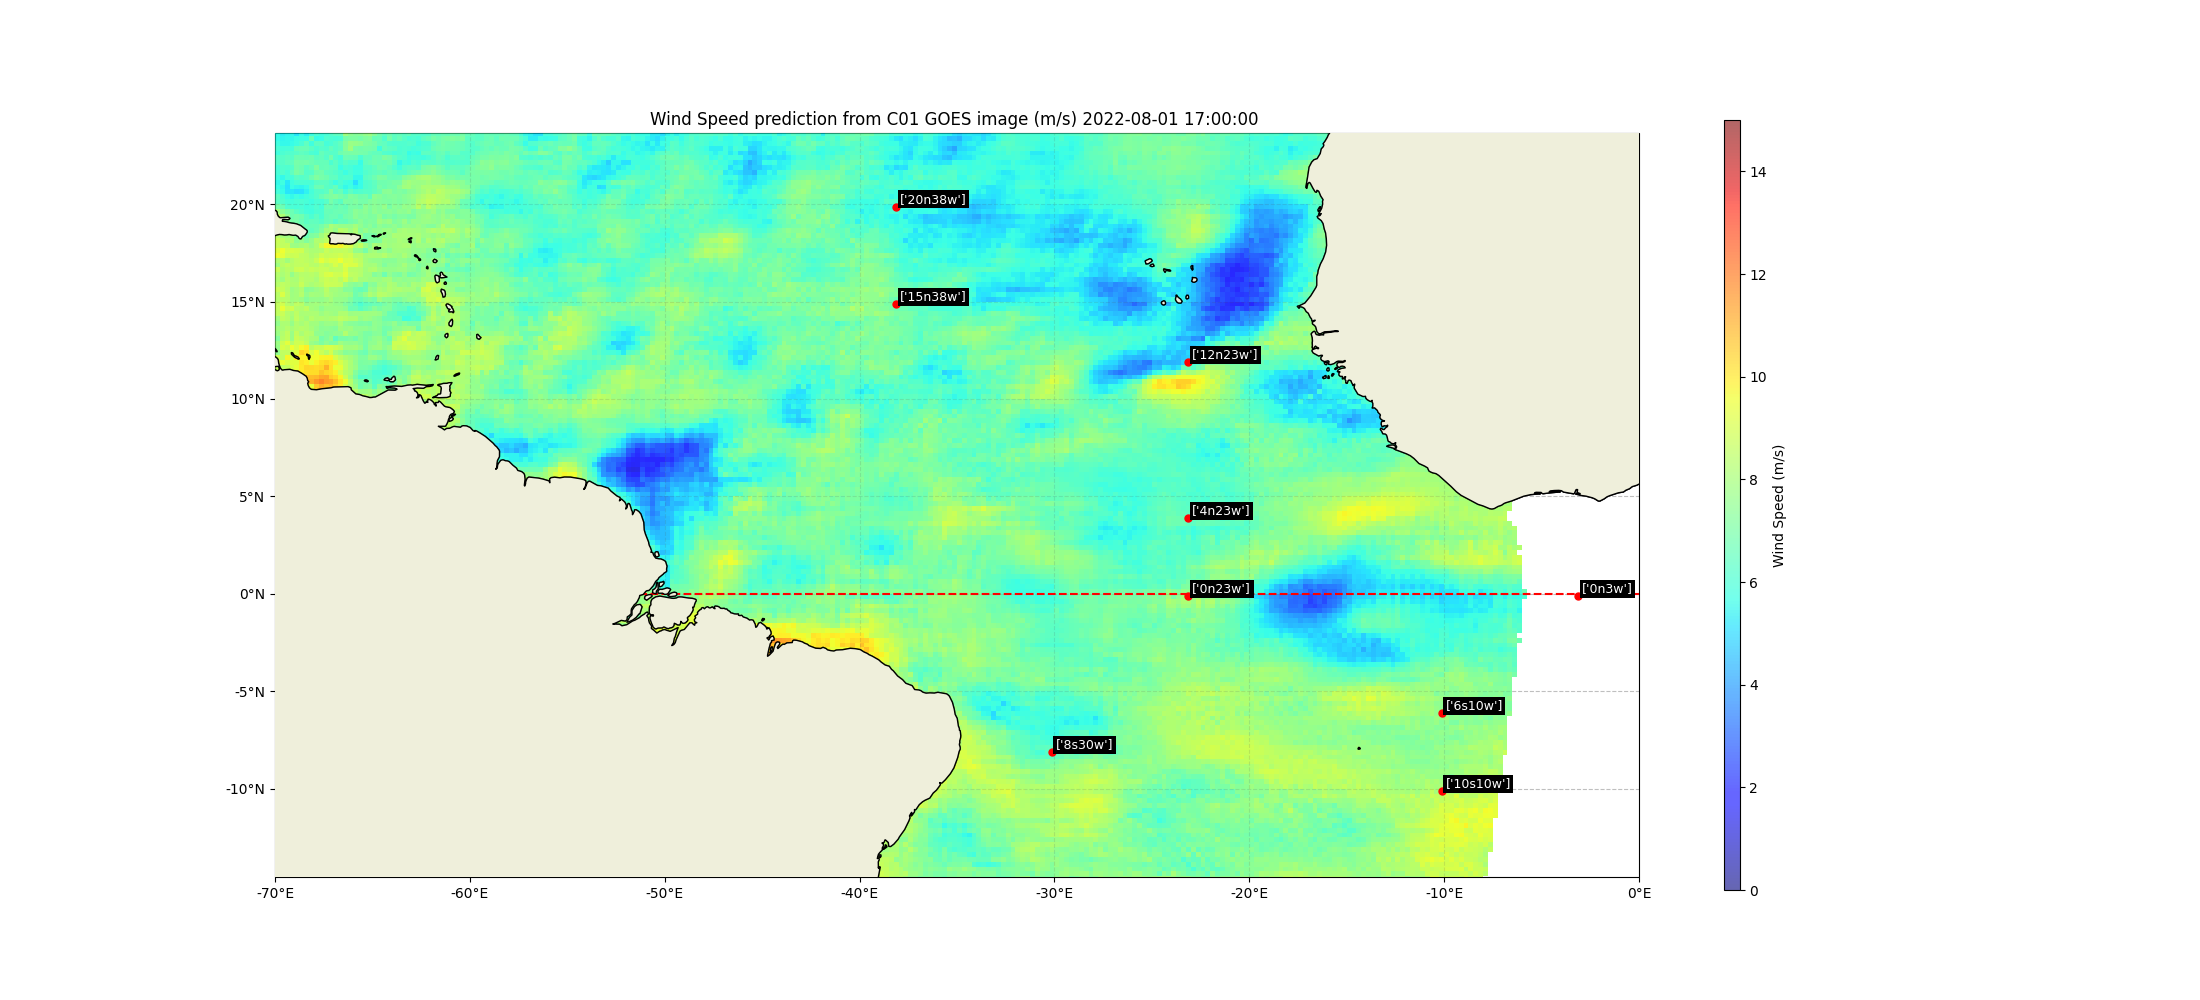 Wind Speed prediction from C01 GOES image (m/s) 2022-08-01 17:00:00
20°N
15°N
10°N
5°N
0°N
-5°N
-10°N
['20n38w']
['15n38w']
['12n23w']
['4n23w']
['0n23w']
['0n3w']
['6s10w']
['8s30w']
['10s10w']
-70°E
-60°E
-50°E
-40°E
-30°E
-20°E
-10°E
0°E
14
12
10
8
6
4
2
0
Wind Speed (m/s)